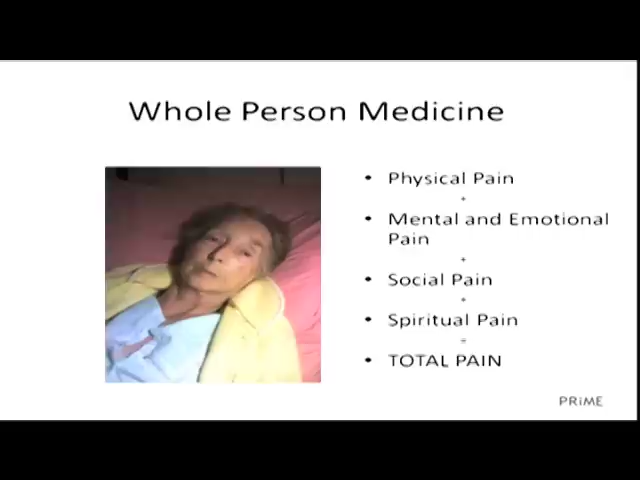 Whole Person Medicine
• Physical Pain
+
• Mental and Emotional
Pain
+
• Social Pain
+
• Spiritual Pain
=
• TOTAL PAIN
PRiME